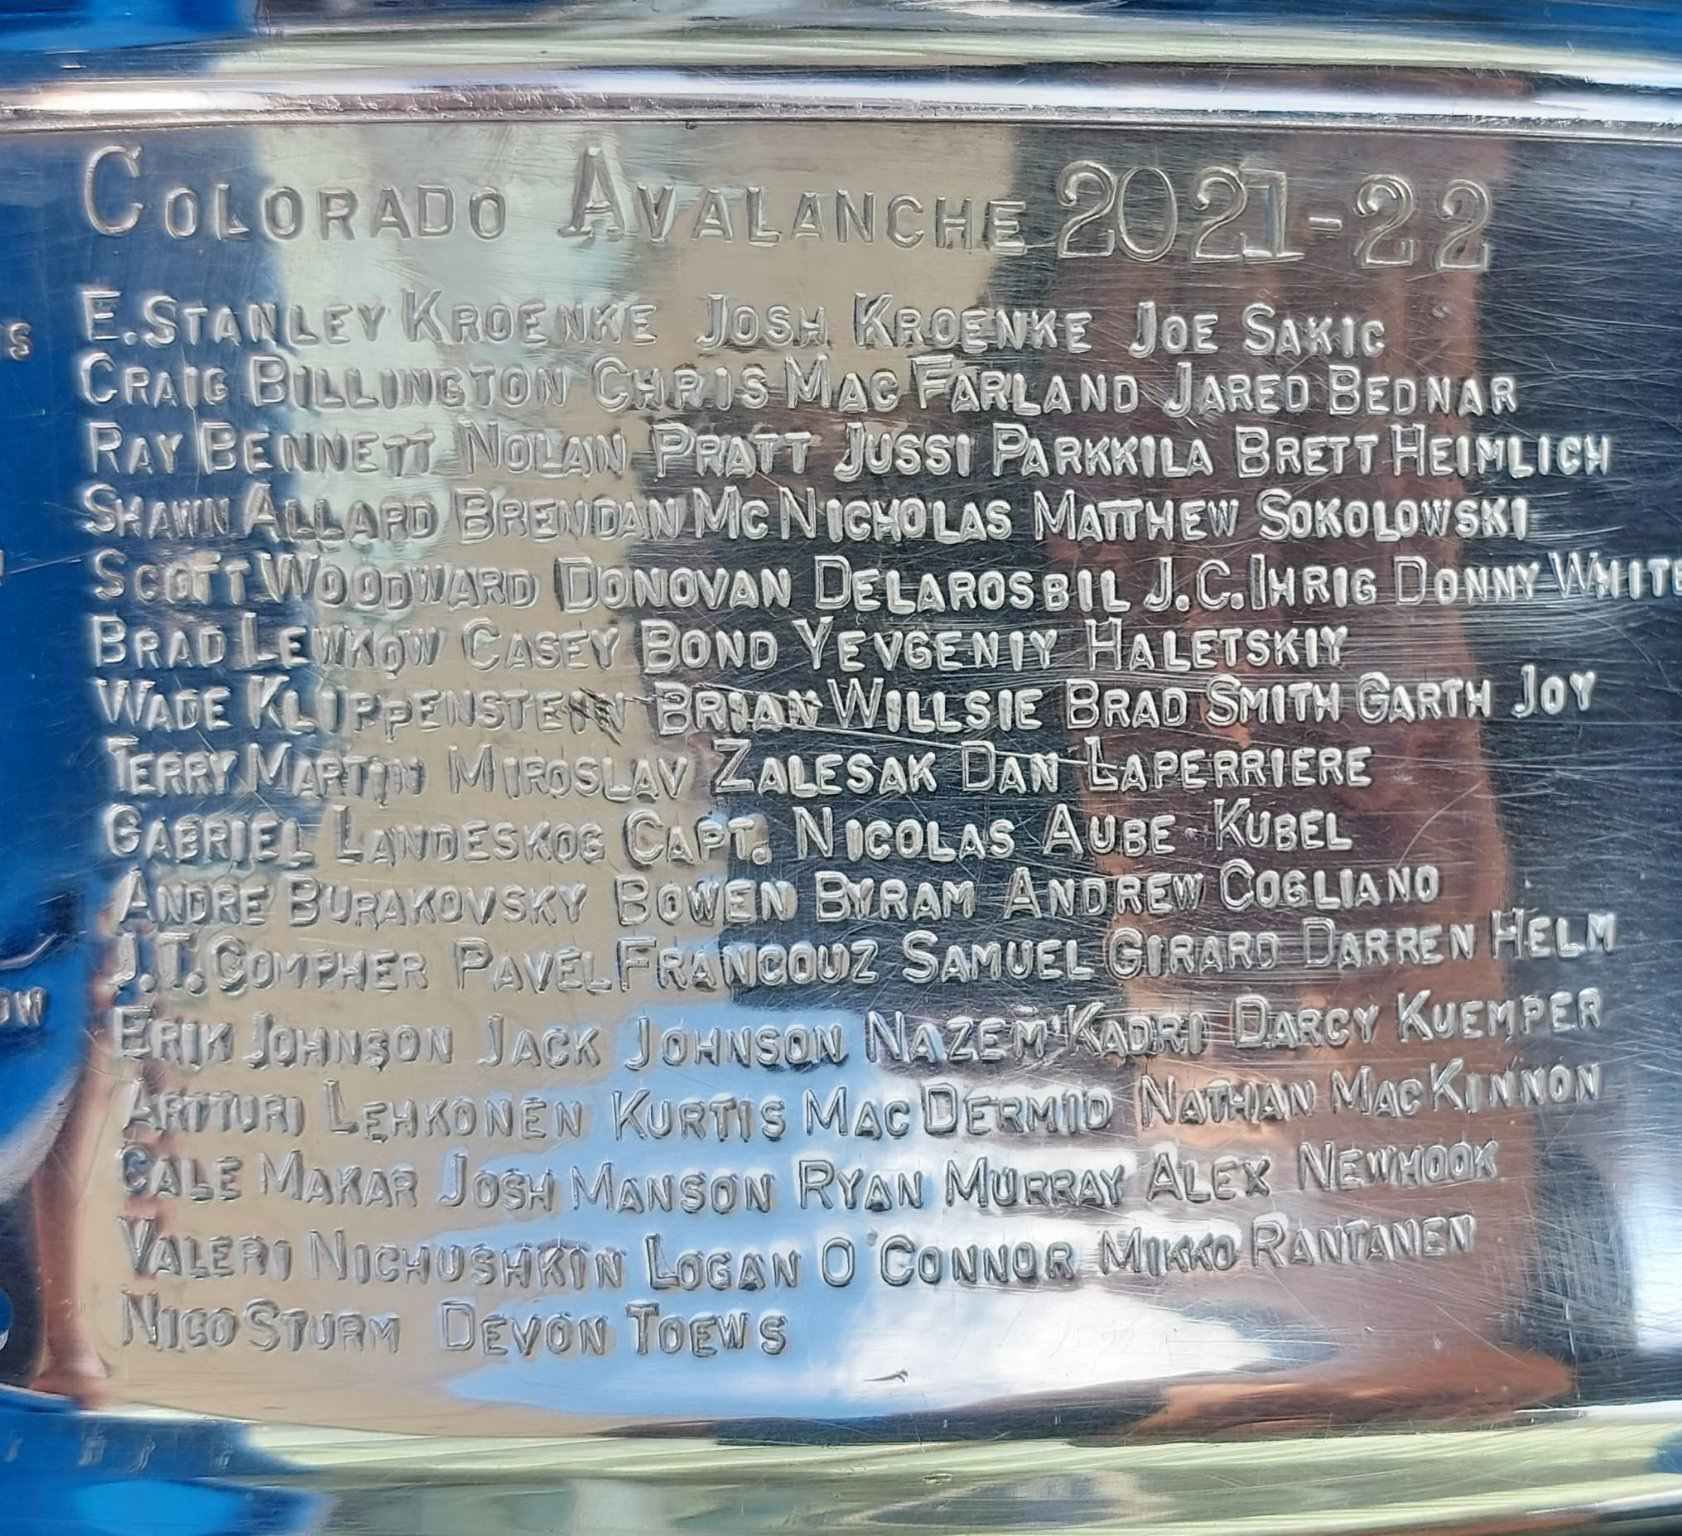 COLORADO AVALANCHE 2021-22
E. STANLEY KROENKE JOSH KROENKE JOE SAKIC
CRAIG BILLINGTON CHRIS MACFARLAND JARED BEDNAR
RAY BENNETT NOLAN PRATT JUSSI PARKKILA BRETT HEIMLICH
SHAWN ALLARD BRENDAN MCNICHOLAS MATTHEW SOKOLOWSKI
SCOTT WOODWARD DONOVAN DELAROSBIL J.C. IHRIG DONNY WHITE
BRAD LEWKOW CASEY BOND YEVGENIY HALETSKIY
WADE KLIPPENSTEIN BRIAN WILLSIE BRAD SMITH GARTH JOY
TERRY MARTIN MIROSLAV ZALESAK DAN LAPERRIERE
GABRIEL LANDESKOG CAPT. NICOLAS AUBE-KUBEL
ANDRE BURAKOVSKY BOWEN BYRAM ANDREW COGLIANO
J.T. COMPHER PAVEL FRANCOUZ SAMUEL GIRARD DARREN HELM
ERIK JOHNSON JACK JOHNSON NAZEM KADRI DARCY KUEMPER
ARTTURI LEHKONEN KURTIS MACDERMID NATHAN MACKINNON
CALE MAKAR JOSH MANSON RYAN MURRAY ALEX NEWHOOK
VALERI NICHUSHKIN LOGAN O'CONNOR MIKKO RANTANEN
NICO STURM DEVON TOEWS